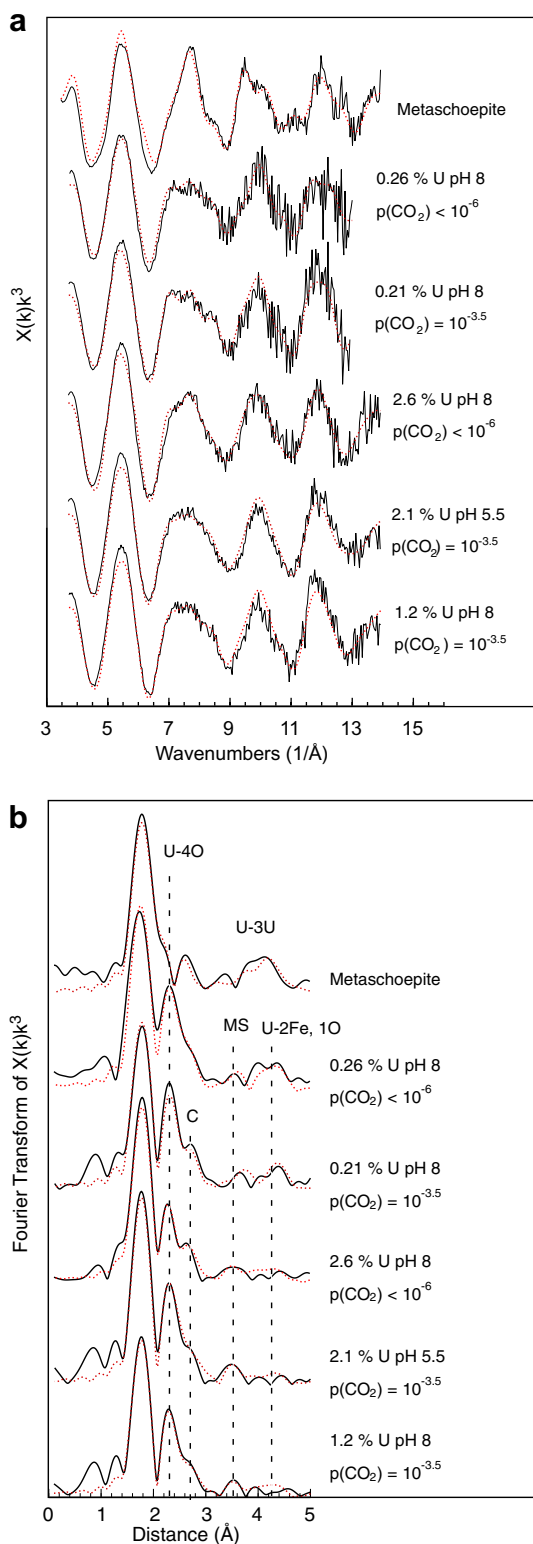 a
X(k)k³
Metaschoepite
0.26 % U pH 8
p(CO₂) < 10⁻⁶
0.21 % U pH 8
p(CO₂) = 10⁻³·⁵
2.6 % U pH 8
p(CO₂) < 10⁻⁶
2.1 % U pH 5.5
p(CO₂) = 10⁻³·⁵
1.2 % U pH 8
p(CO₂) = 10⁻³·⁵
3 5 7 9 11 13 15
Wavenumbers (1/Å)
b
Fourier Transform of X(k)k³
U-4O
U-3U
Metaschoepite
MS
U-2Fe, 1O
0.26 % U pH 8
p(CO₂) < 10⁻⁶
C
0.21 % U pH 8
p(CO₂) = 10⁻³·⁵
2.6 % U pH 8
p(CO₂) < 10⁻⁶
2.1 % U pH 5.5
p(CO₂) = 10⁻³·⁵
1.2 % U pH 8
p(CO₂) = 10⁻³·⁵
0 1 2 3 4 5
Distance (Å)